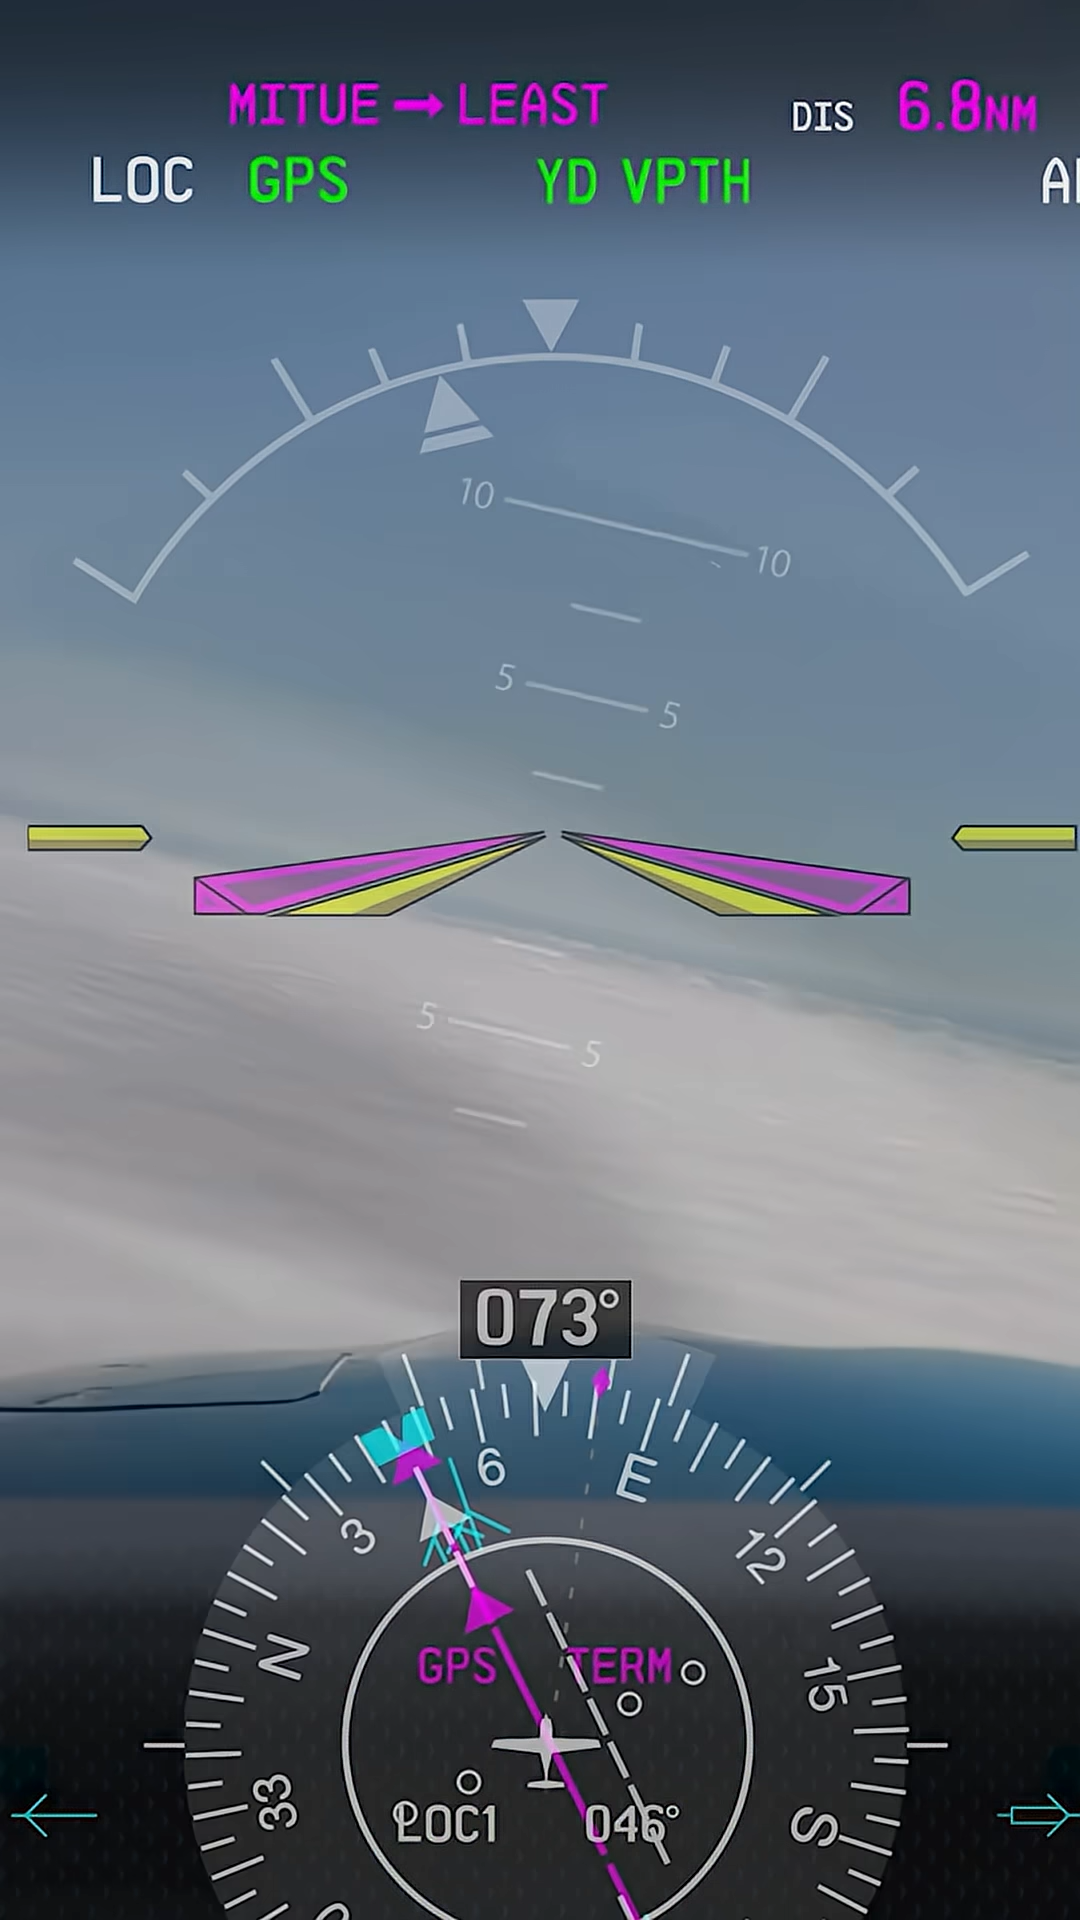 MITUE → LEAST DIS 6.8NM
LOC GPS YD VPTH
10
10
5
5
5
5
073°
6
E
3
12
N
GPS TERM
15
33
LOC1 046°
S